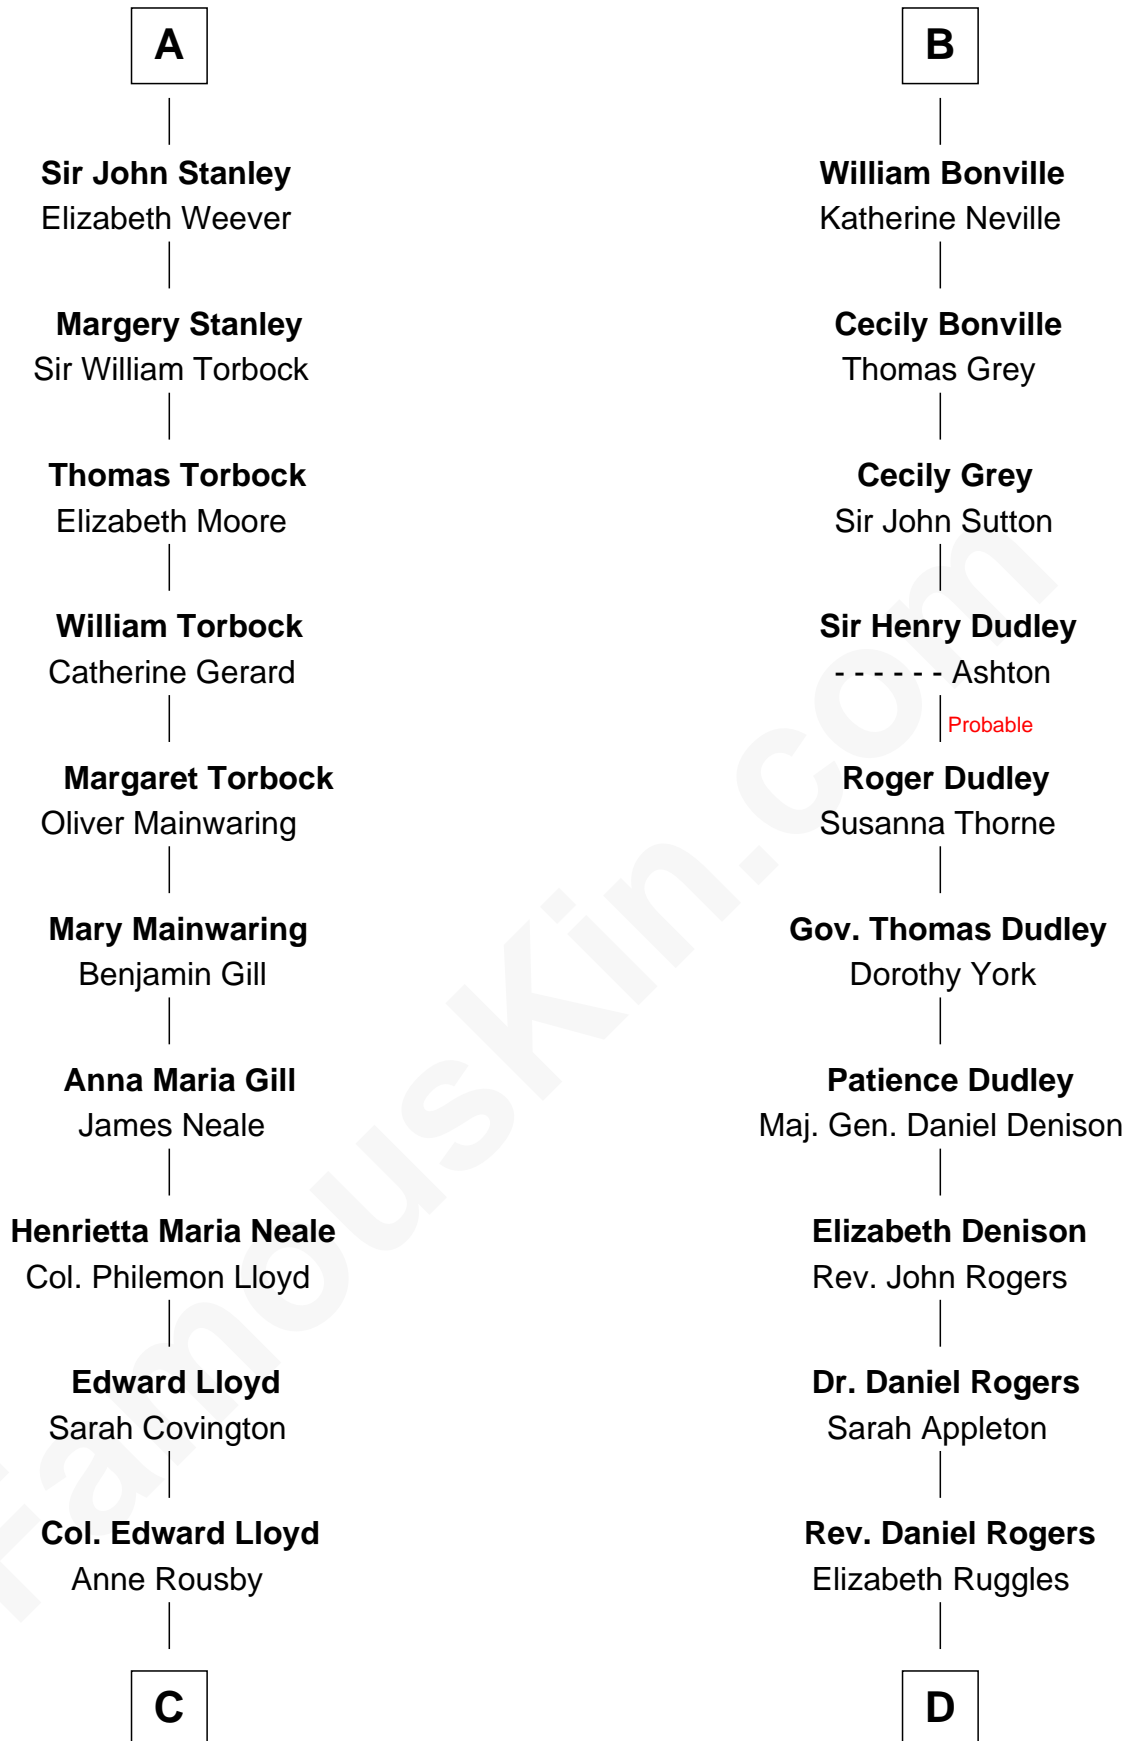 A
Sir John Stanley
Elizabeth Weever
Margery Stanley
Sir William Torbock
Thomas Torbock
Elizabeth Moore
William Torbock
Catherine Gerard
Margaret Torbock
Oliver Mainwaring
Mary Mainwaring
Benjamin Gill
Anna Maria Gill
James Neale
Henrietta Maria Neale
Col. Philemon Lloyd
Edward Lloyd
Sarah Covington
Col. Edward Lloyd
Anne Rousby
C
B
William Bonville
Katherine Neville
Cecily Bonville
Thomas Grey
Cecily Grey
Sir John Sutton
Sir Henry Dudley
- - - - - - Ashton
Probable
Roger Dudley
Susanna Thorne
Gov. Thomas Dudley
Dorothy York
Patience Dudley
Maj. Gen. Daniel Denison
Elizabeth Denison
Rev. John Rogers
Dr. Daniel Rogers
Sarah Appleton
Rev. Daniel Rogers
Elizabeth Ruggles
D
FamousKin.com